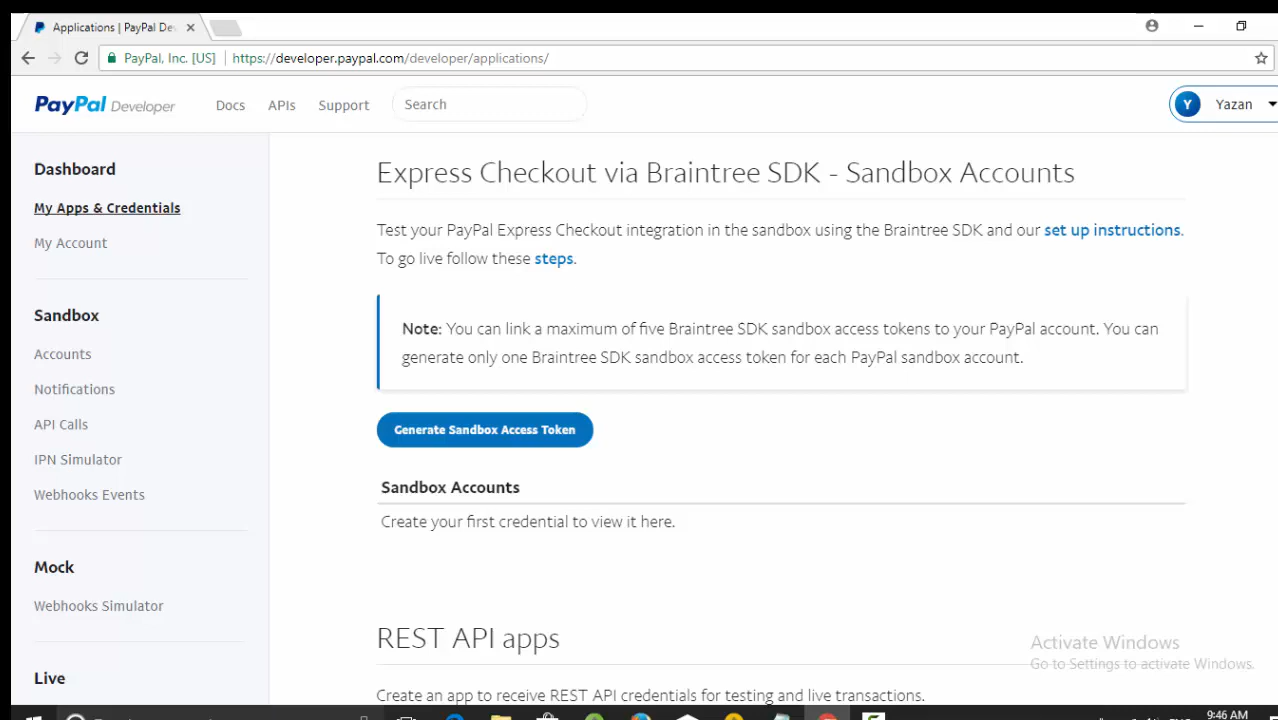 Applications | PayPal De
PayPal, Inc. [US] https://developer.paypal.com/developer/applications/
PayPal Developer
Docs
APIs
Support
Search
Y Yazan
Dashboard
My Apps & Credentials
My Account
Sandbox
Accounts
Notifications
API Calls
IPN Simulator
Webhooks Events
Mock
Webhooks Simulator
Live
Express Checkout via Braintree SDK - Sandbox Accounts
Test your PayPal Express Checkout integration in the sandbox using the Braintree SDK and our set up instructions.
To go live follow these steps.
Note: You can link a maximum of five Braintree SDK sandbox access tokens to your PayPal account. You can
generate only one Braintree SDK sandbox access token for each PayPal sandbox account.
Generate Sandbox Access Token
Sandbox Accounts
Create your first credential to view it here.
REST API apps
Create an app to receive REST API credentials for testing and live transactions.
Activate Windows
Go to Settings to activate Windows.
9:46 AM